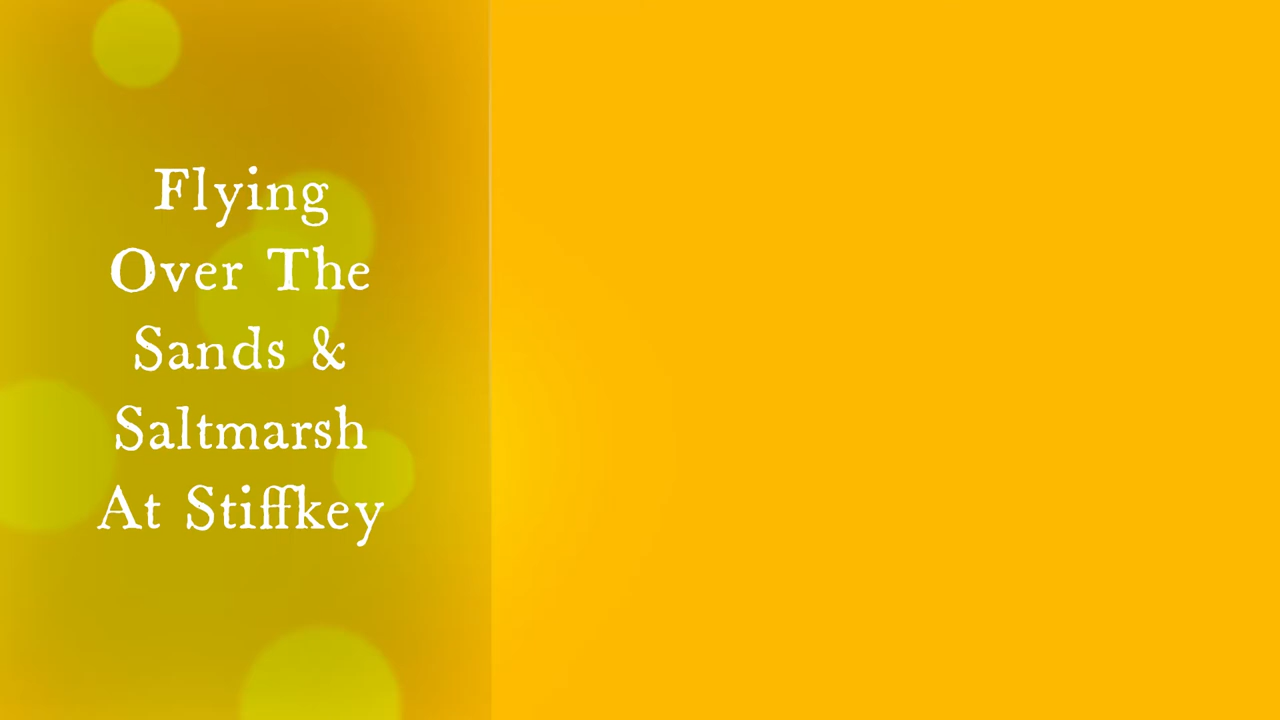 Flying
Over The
Sands &
Saltmarsh
At Stiffkey